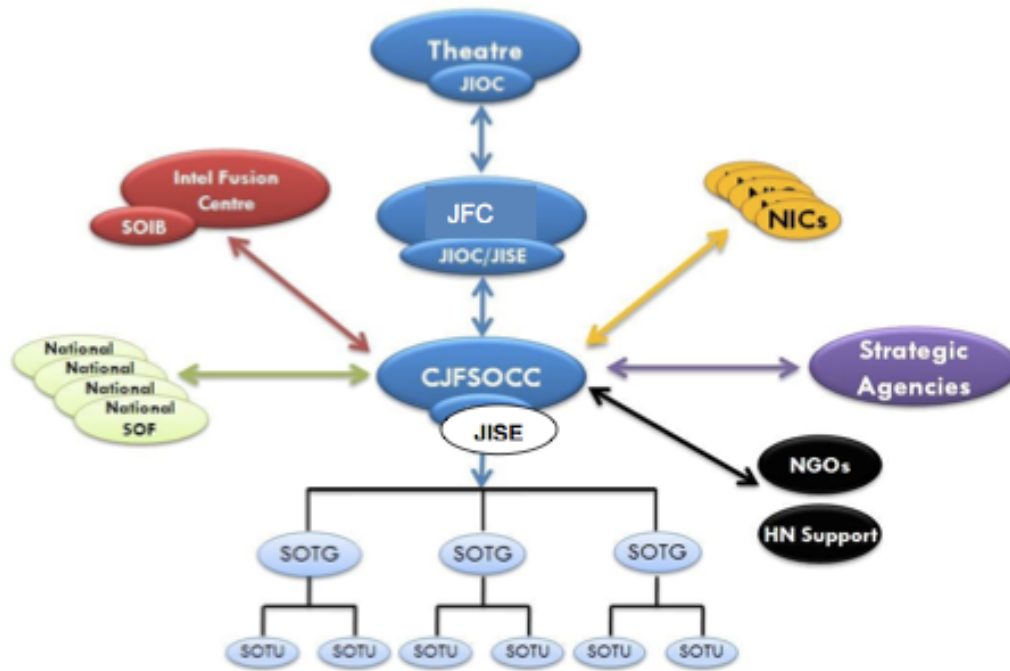 Theatre
JIOC
Intel Fusion
Centre
SOIB
JFC
JIOC/JISE
NICs
National
National
National
National
SOF
CJFSOCC
JISE
Strategic
Agencies
NGOs
HN Support
SOTG
SOTG
SOTG
SOTU
SOTU
SOTU
SOTU
SOTU
SOTU